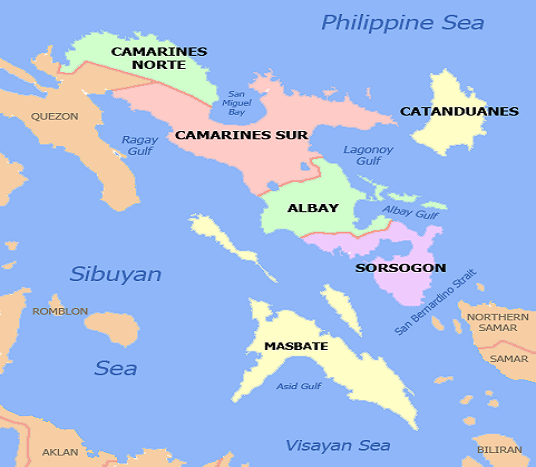 Philippine Sea
CAMARINES
NORTE
San
Miguel
Bay
CATANDUANES
QUEZON
CAMARINES SUR
Ragay
Gulf
Lagonoy
Gulf
ALBAY
Albay Gulf
Sibuyan
SORSOGON
San Bernardino Strait
ROMBLON
NORTHERN
SAMAR
MASBATE
SAMAR
Sea
Asid Gulf
Visayan Sea
AKLAN
BILIRAN